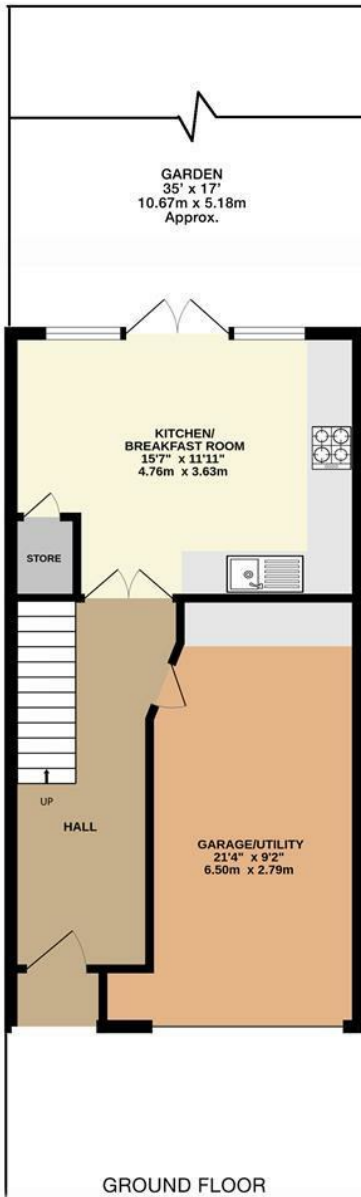 GARDEN
35' x 17'
10.67m x 5.18m
Approx.
KITCHEN/
BREAKFAST ROOM
15'7" x 11'11"
4.76m x 3.63m
STORE
UP
HALL
GARAGE/UTILITY
21'4" x 9'2"
6.50m x 2.79m
GROUND FLOOR